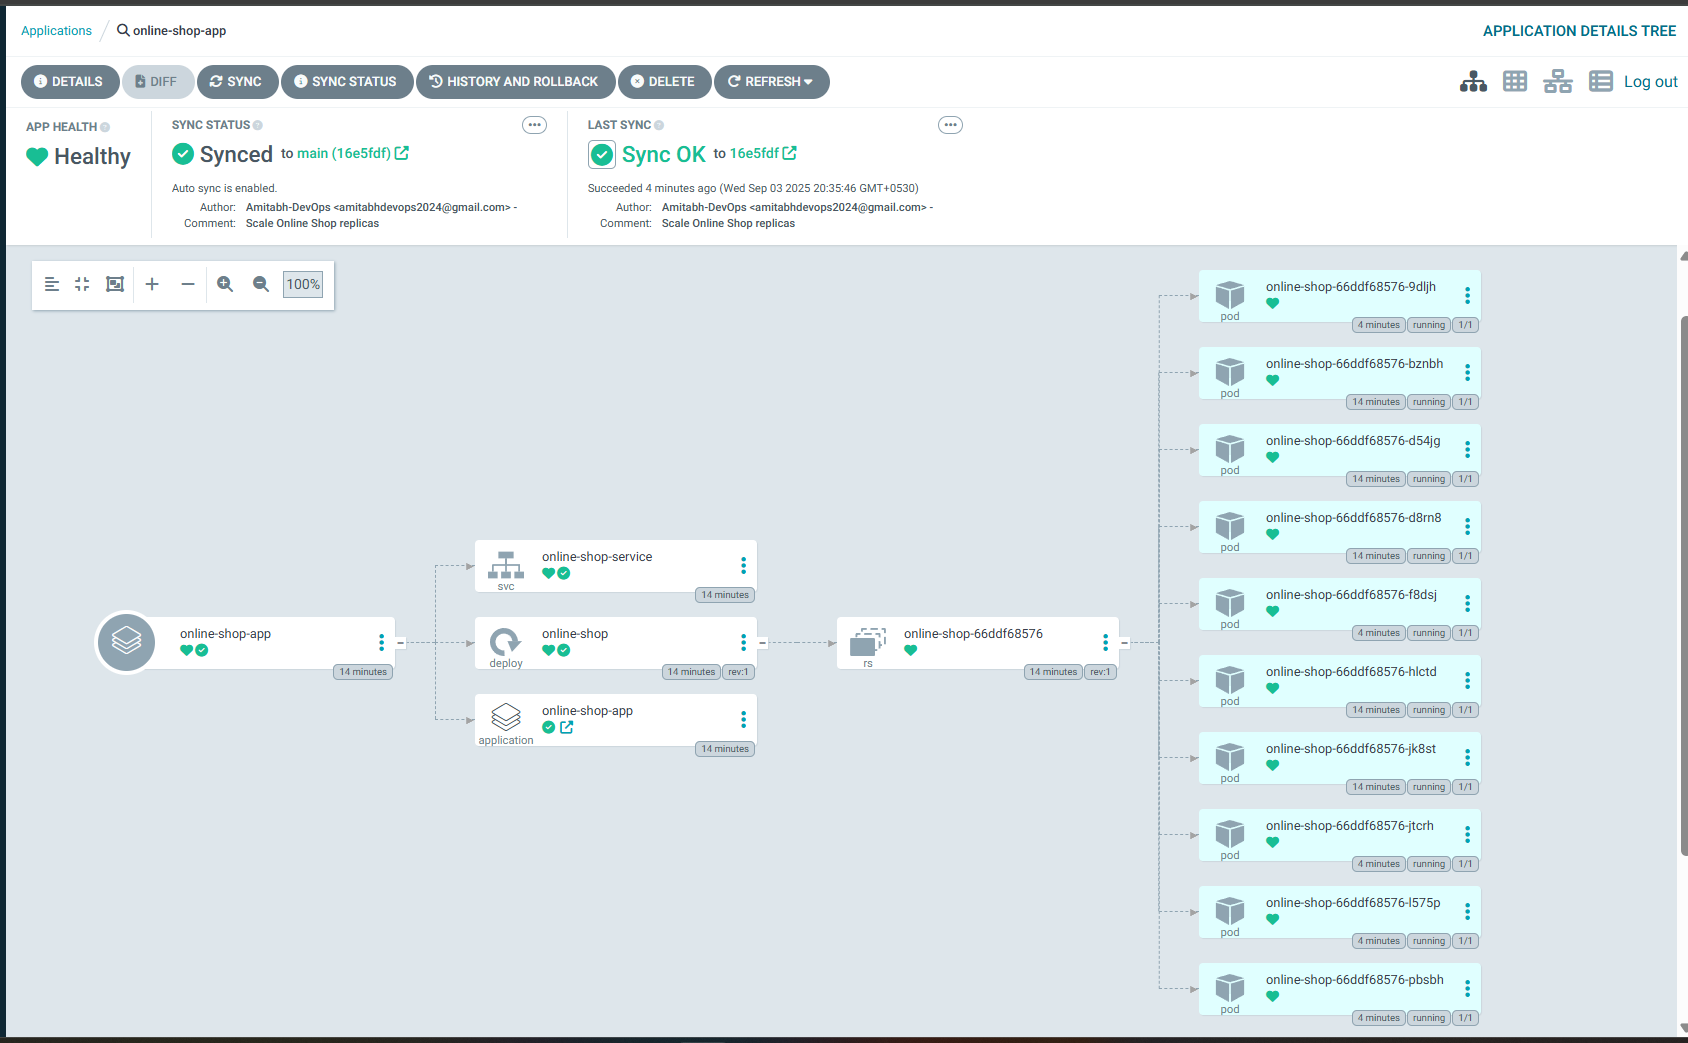 Applications / online-shop-app
APPLICATION DETAILS TREE
DETAILS DIFF SYNC SYNC STATUS HISTORY AND ROLLBACK DELETE REFRESH
Log out
APP HEALTH
Healthy
SYNC STATUS
Synced to main (16e5fdf)
Auto sync is enabled.
Author: Amitabh-DevOps <amitabhdevops2024@gmail.com> -
Comment: Scale Online Shop replicas
LAST SYNC
Sync OK to 16e5fdf
Succeeded 4 minutes ago (Wed Sep 03 2025 20:35:46 GMT+0530)
Author: Amitabh-DevOps <amitabhdevops2024@gmail.com> -
Comment: Scale Online Shop replicas
100%
online-shop-app
14 minutes
online-shop-service
svc
14 minutes
online-shop
deploy
14 minutes rev:1
online-shop-app
application
14 minutes
online-shop-66ddf68576
rs
14 minutes rev:1
online-shop-66ddf68576-9dljh
pod
4 minutes running 1/1
online-shop-66ddf68576-bznbh
pod
14 minutes running 1/1
online-shop-66ddf68576-d54jg
pod
14 minutes running 1/1
online-shop-66ddf68576-d8rn8
pod
14 minutes running 1/1
online-shop-66ddf68576-f8dsj
pod
4 minutes running 1/1
online-shop-66ddf68576-hlctd
pod
14 minutes running 1/1
online-shop-66ddf68576-jk8st
pod
14 minutes running 1/1
online-shop-66ddf68576-jtcrh
pod
4 minutes running 1/1
online-shop-66ddf68576-l575p
pod
4 minutes running 1/1
online-shop-66ddf68576-pbsbh
pod
4 minutes running 1/1